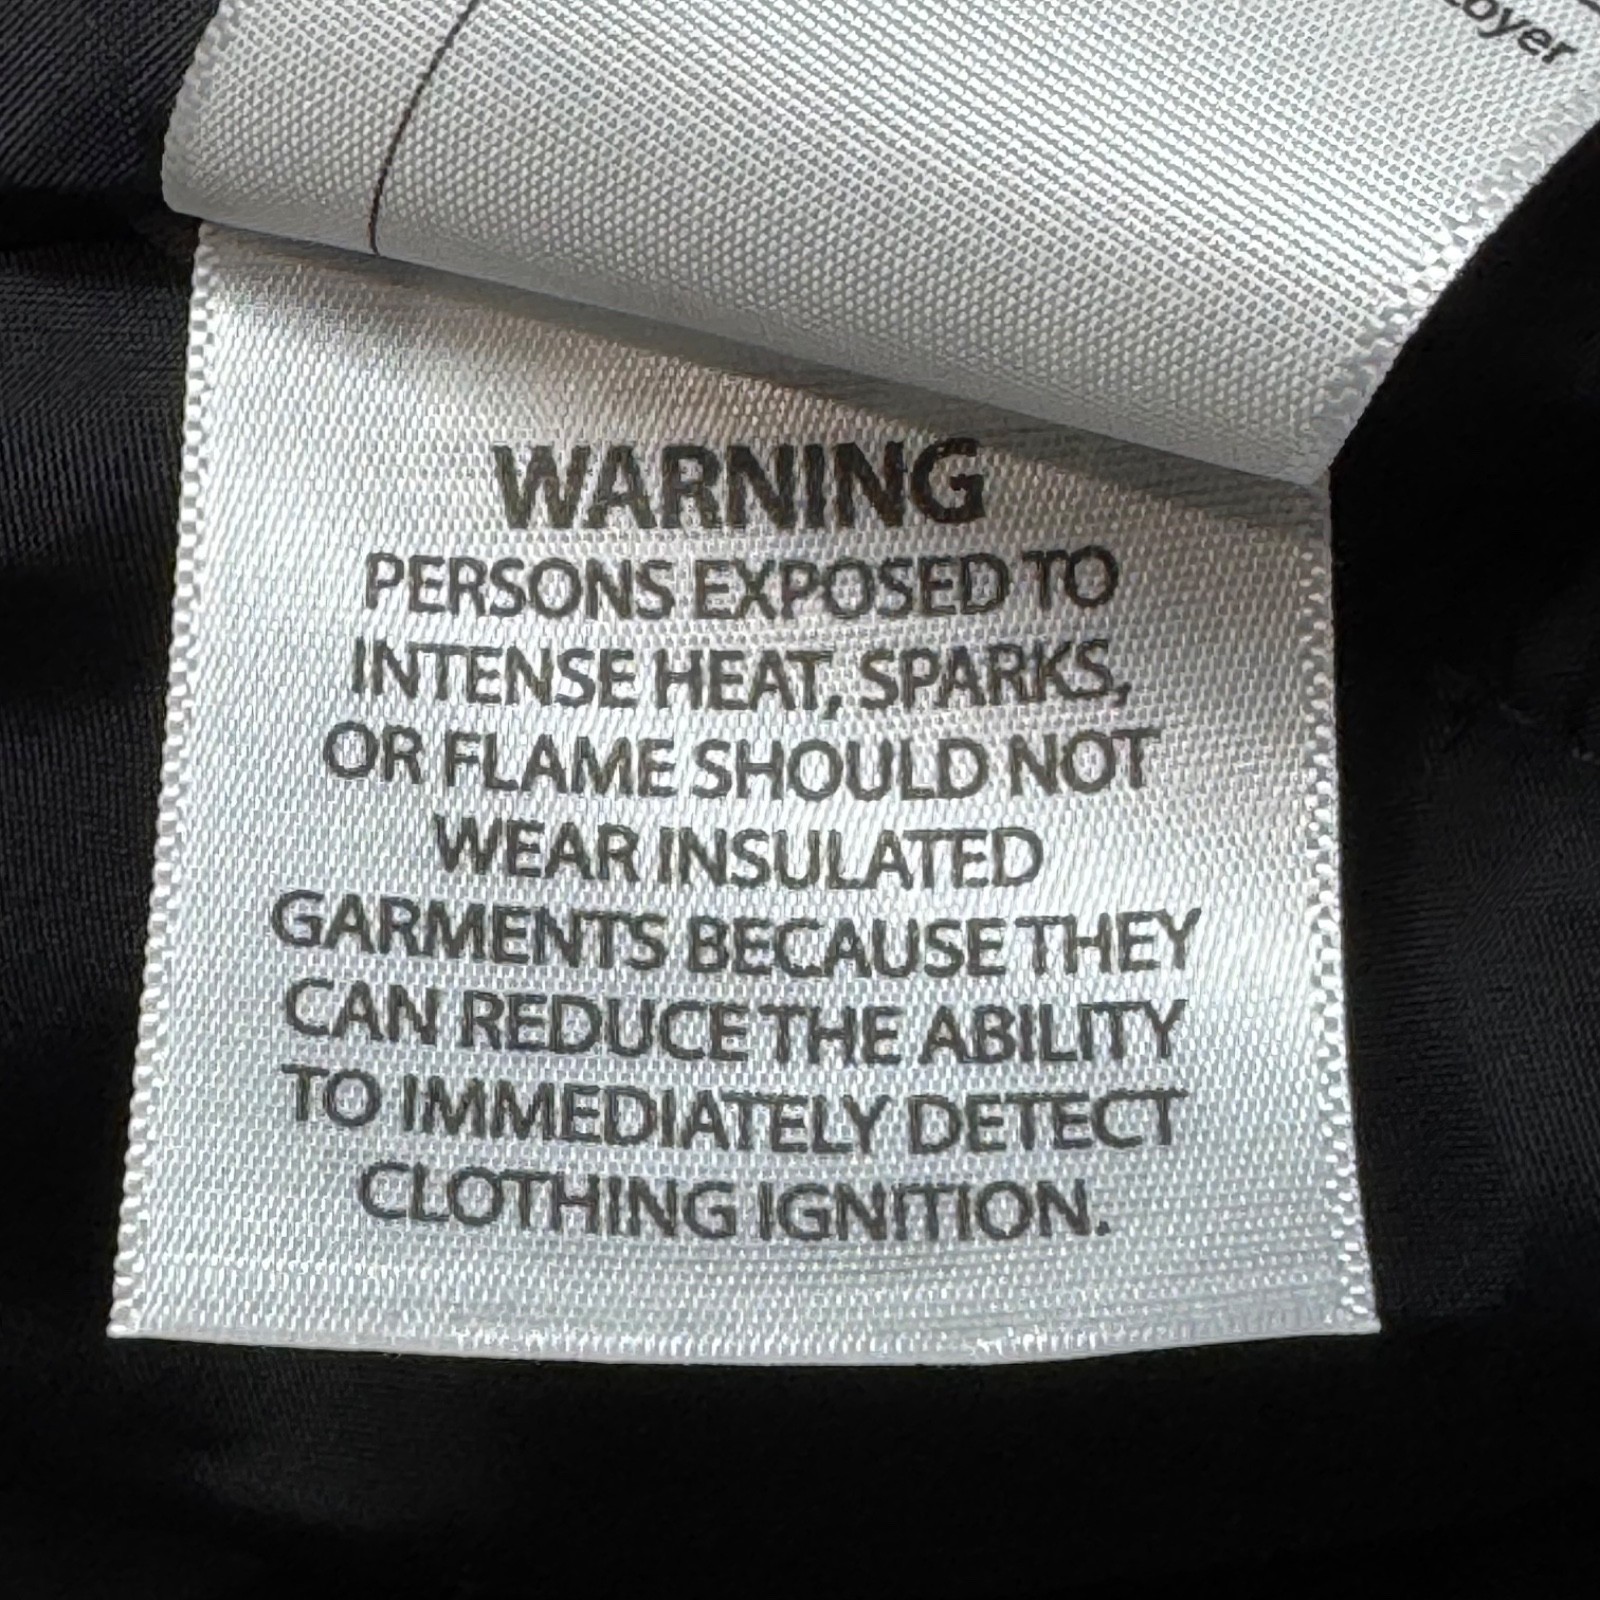 WARNING
PERSONS EXPOSED TO
INTENSE HEAT, SPARKS,
OR FLAME SHOULD NOT
WEAR INSULATED
GARMENTS BECAUSE THEY
CAN REDUCE THE ABILITY
TO IMMEDIATELY DETECT
CLOTHING IGNITION.